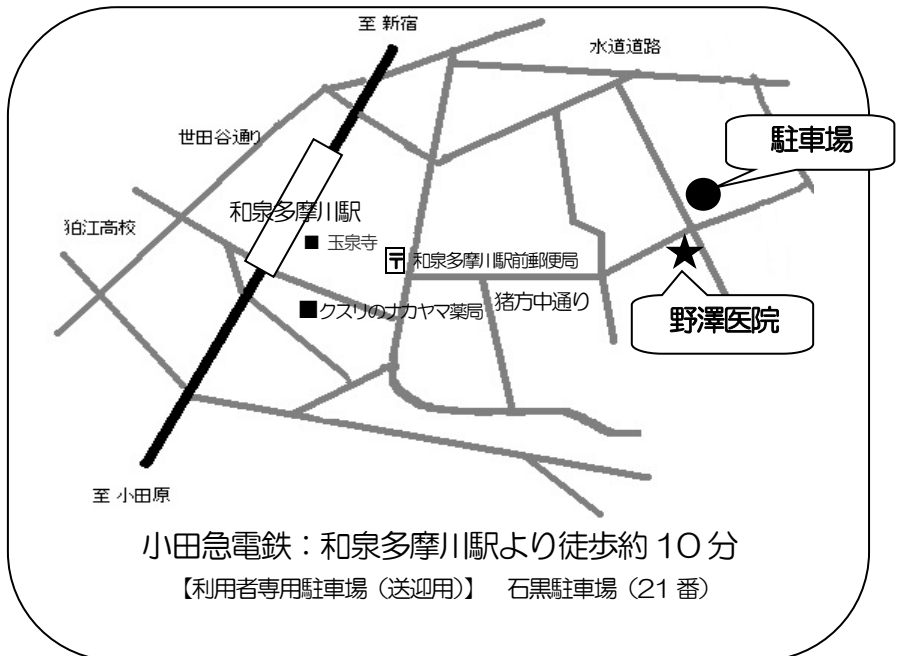 至 新宿
水道道路
世田谷通り
駐車場
和泉多摩川駅
狛江高校
■ 玉泉寺
〒 和泉多摩川駅前郵便局
■クスリのナカヤマ薬局
猪方中通り
野澤医院
至 小田原
小田急電鉄：和泉多摩川駅より徒歩約 10 分
【利用者専用駐車場（送迎用）】 石黒駐車場（21 番）